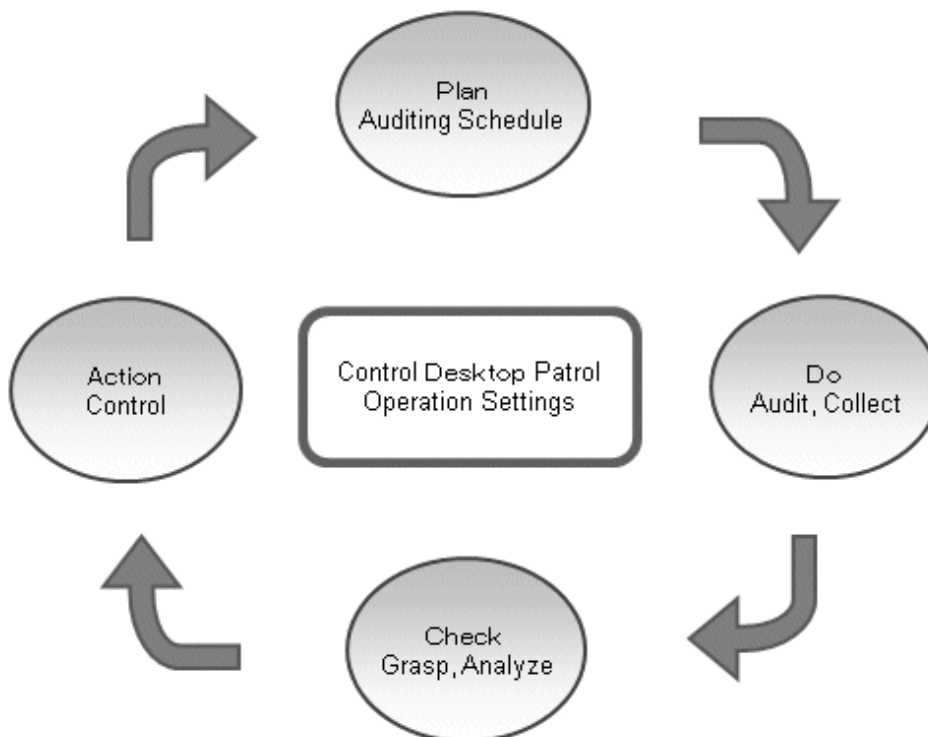 Plan
Auditing Schedule
Do
Audit, Collect
Check
Grasp, Analyze
Action
Control
Control Desktop Patrol
Operation Settings